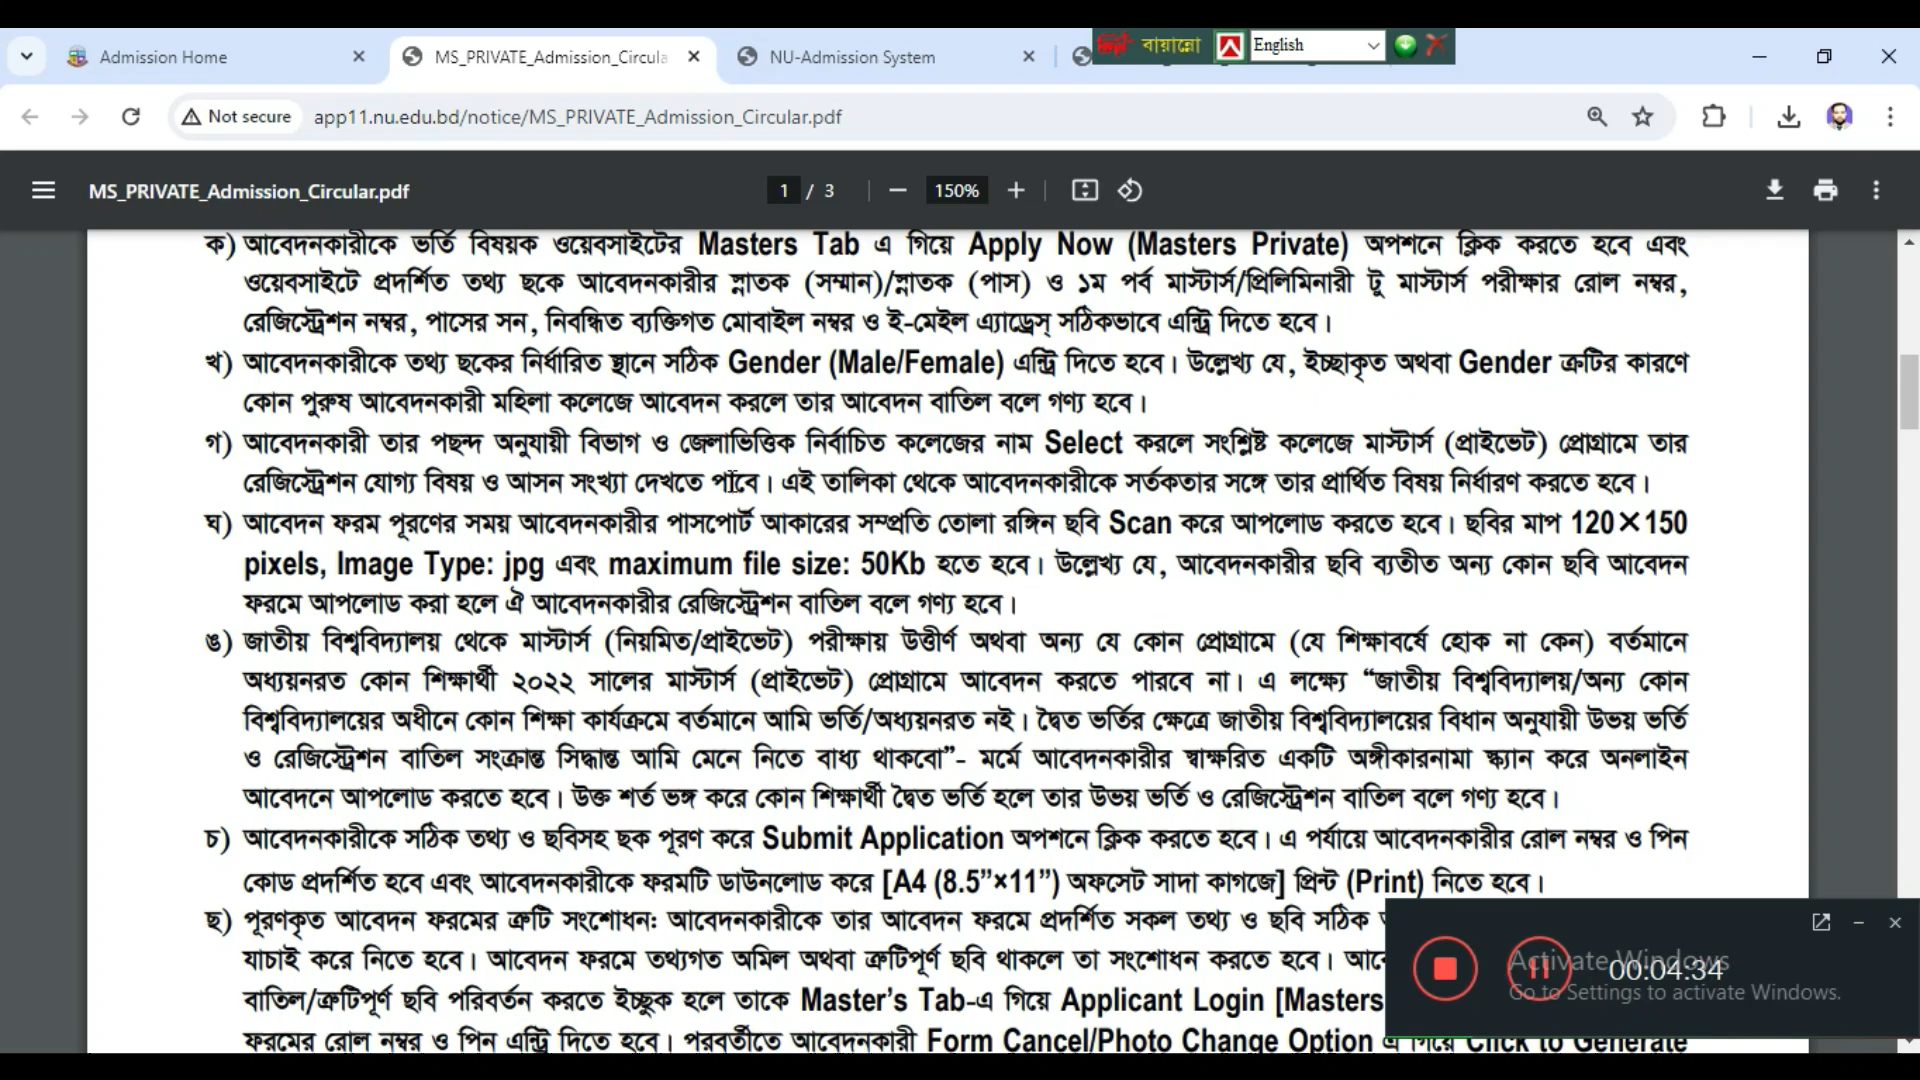 Admission Home
MS_PRIVATE_Admission_Circula
NU-Admission System
বায়ান্নো
English
Not secure
app11.nu.edu.bd/notice/MS_PRIVATE_Admission_Circular.pdf
MS_PRIVATE_Admission_Circular.pdf
1 / 3
150%
ক) আবেদনকারীকে ভর্তি বিষয়ক ওয়েবসাইটের Masters Tab এ গিয়ে Apply Now (Masters Private) অপশনে ক্লিক করতে হবে এবং
ওয়েবসাইটে প্রদর্শিত তথ্য ছকে আবেদনকারীর স্নাতক (সম্মান)/স্নাতক (পাস) ও ১ম পর্ব মাস্টার্স/প্রিলিমিনারী টু মাস্টার্স পরীক্ষার রোল নম্বর,
রেজিস্ট্রেশন নম্বর, পাসের সন, নিবন্ধিত ব্যক্তিগত মোবাইল নম্বর ও ই-মেইল এ্যাড্রেস্ সঠিকভাবে এন্ট্রি দিতে হবে।
খ) আবেদনকারীকে তথ্য ছকের নির্ধারিত স্থানে সঠিক Gender (Male/Female) এন্ট্রি দিতে হবে। উল্লেখ্য যে, ইচ্ছাকৃত অথবা Gender ত্রুটির কারণে
কোন পুরুষ আবেদনকারী মহিলা কলেজে আবেদন করলে তার আবেদন বাতিল বলে গণ্য হবে।
গ) আবেদনকারী তার পছন্দ অনুযায়ী বিভাগ ও জেলাভিত্তিক নির্বাচিত কলেজের নাম Select করলে সংশ্লিষ্ট কলেজে মাস্টার্স (প্রাইভেট) প্রোগ্রামে তার
রেজিস্ট্রেশন যোগ্য বিষয় ও আসন সংখ্যা দেখতে পাবে। এই তালিকা থেকে আবেদনকারীকে সর্তকতার সঙ্গে তার প্রার্থিত বিষয় নির্ধারণ করতে হবে।
ঘ) আবেদন ফরম পূরণের সময় আবেদনকারীর পাসপোর্ট আকারের সম্প্রতি তোলা রঙ্গিন ছবি Scan করে আপলোড করতে হবে। ছবির মাপ 120×150
pixels, Image Type: jpg এবং maximum file size: 50Kb হতে হবে। উল্লেখ্য যে, আবেদনকারীর ছবি ব্যতীত অন্য কোন ছবি আবেদন
ফরমে আপলোড করা হলে ঐ আবেদনকারীর রেজিস্ট্রেশন বাতিল বলে গণ্য হবে।
ঙ) জাতীয় বিশ্ববিদ্যালয় থেকে মাস্টার্স (নিয়মিত/প্রাইভেট) পরীক্ষায় উত্তীর্ণ অথবা অন্য যে কোন প্রোগ্রামে (যে শিক্ষাবর্ষে হোক না কেন) বর্তমানে
অধ্যয়নরত কোন শিক্ষার্থী ২০২২ সালের মাস্টার্স (প্রাইভেট) প্রোগ্রামে আবেদন করতে পারবে না। এ লক্ষ্যে “জাতীয় বিশ্ববিদ্যালয়/অন্য কোন
বিশ্ববিদ্যালয়ের অধীনে কোন শিক্ষা কার্যক্রমে বর্তমানে আমি ভর্তি/অধ্যয়নরত নই। দ্বৈত ভর্তির ক্ষেত্রে জাতীয় বিশ্ববিদ্যালয়ের বিধান অনুযায়ী উভয় ভর্তি
ও রেজিস্ট্রেশন বাতিল সংক্রান্ত সিদ্ধান্ত আমি মেনে নিতে বাধ্য থাকবো”- মর্মে আবেদনকারীর স্বাক্ষরিত একটি অঙ্গীকারনামা স্ক্যান করে অনলাইন
আবেদনে আপলোড করতে হবে। উক্ত শর্ত ভঙ্গ করে কোন শিক্ষার্থী দ্বৈত ভর্তি হলে তার উভয় ভর্তি ও রেজিস্ট্রেশন বাতিল বলে গণ্য হবে।
চ) আবেদনকারীকে সঠিক তথ্য ও ছবিসহ ছক পূরণ করে Submit Application অপশনে ক্লিক করতে হবে। এ পর্যায়ে আবেদনকারীর রোল নম্বর ও পিন
কোড প্রদর্শিত হবে এবং আবেদনকারীকে ফরমটি ডাউনলোড করে [A4 (8.5”×11”) অফসেট সাদা কাগজে] প্রিন্ট (Print) নিতে হবে।
ছ) পূরণকৃত আবেদন ফরমের ত্রুটি সংশোধন: আবেদনকারীকে তার আবেদন ফরমে প্রদর্শিত সকল তথ্য ও ছবি সঠিক
যাচাই করে নিতে হবে। আবেদন ফরমে তথ্যগত অমিল অথবা ত্রুটিপূর্ণ ছবি থাকলে তা সংশোধন করতে হবে।
বাতিল/ত্রুটিপূর্ণ ছবি পরিবর্তন করতে ইচ্ছুক হলে তাকে Master’s Tab-এ গিয়ে Applicant Login [Masters
ফরমের রোল নম্বর ও পিন এন্ট্রি দিতে হবে। পরবর্তীতে আবেদনকারী Form Cancel/Photo Change Option এ গিয়ে Click to Generate
Activate Windows
00:04:34
Go to Settings to activate Windows.